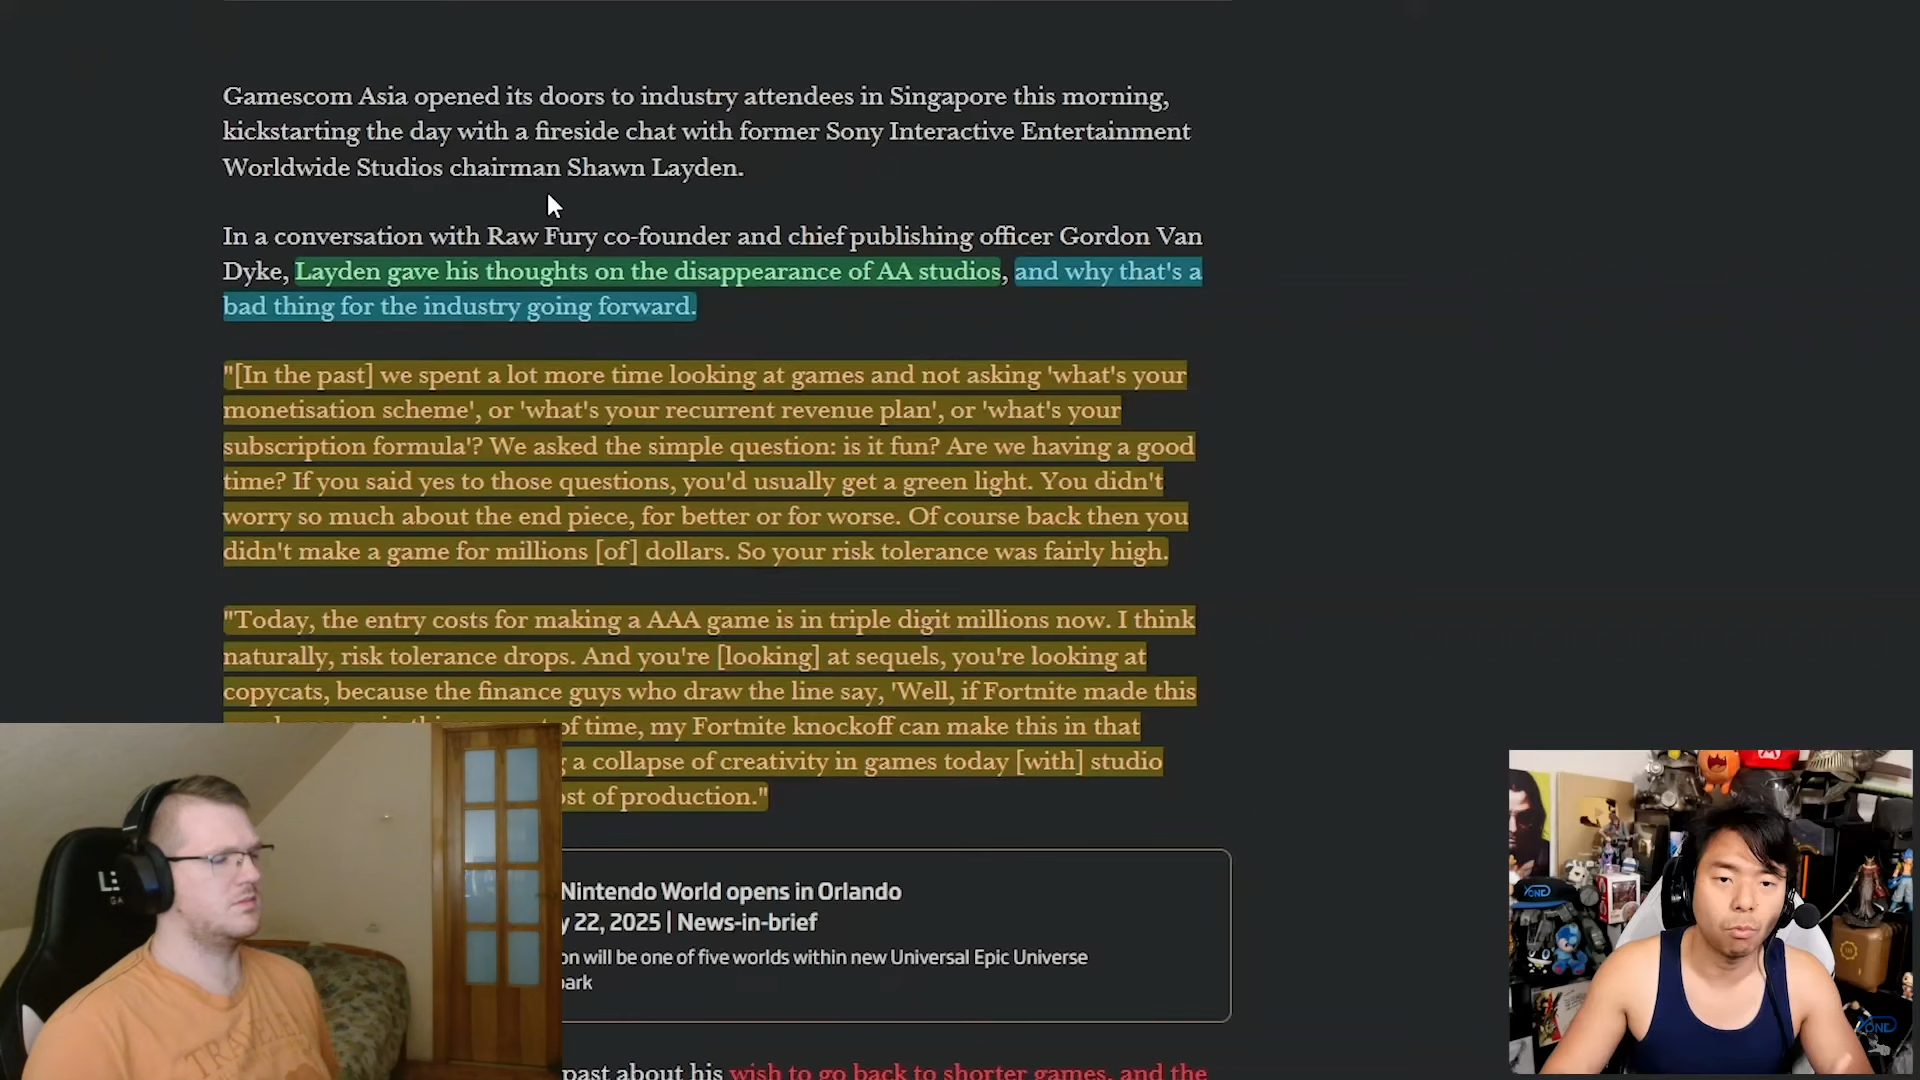 Gamescom Asia opened its doors to industry attendees in Singapore this morning,
kickstarting the day with a fireside chat with former Sony Interactive Entertainment
Worldwide Studios chairman Shawn Layden.
In a conversation with Raw Fury co-founder and chief publishing officer Gordon Van
Dyke, Layden gave his thoughts on the disappearance of AA studios, and why that's a
bad thing for the industry going forward.
"[In the past] we spent a lot more time looking at games and not asking 'what's your
monetisation scheme', or 'what's your recurrent revenue plan', or 'what's your
subscription formula'? We asked the simple question: is it fun? Are we having a good
time? If you said yes to those questions, you'd usually get a green light. You didn't
worry so much about the end piece, for better or for worse. Of course back then you
didn't make a game for millions [of] dollars. So your risk tolerance was fairly high.
"Today, the entry costs for making a AAA game is in triple digit millions now. I think
naturally, risk tolerance drops. And you're [looking] at sequels, you're looking at
copycats, because the finance guys who draw the line say, 'Well, if Fortnite made this
of time, my Fortnite knockoff can make this in that
a collapse of creativity in games today [with] studio
of production."
Nintendo World opens in Orlando
22, 2025 | News-in-brief
will be one of five worlds within new Universal Epic Universe
park
past about his wish to go back to shorter games, and the
TRAVELER
YONE
YONE